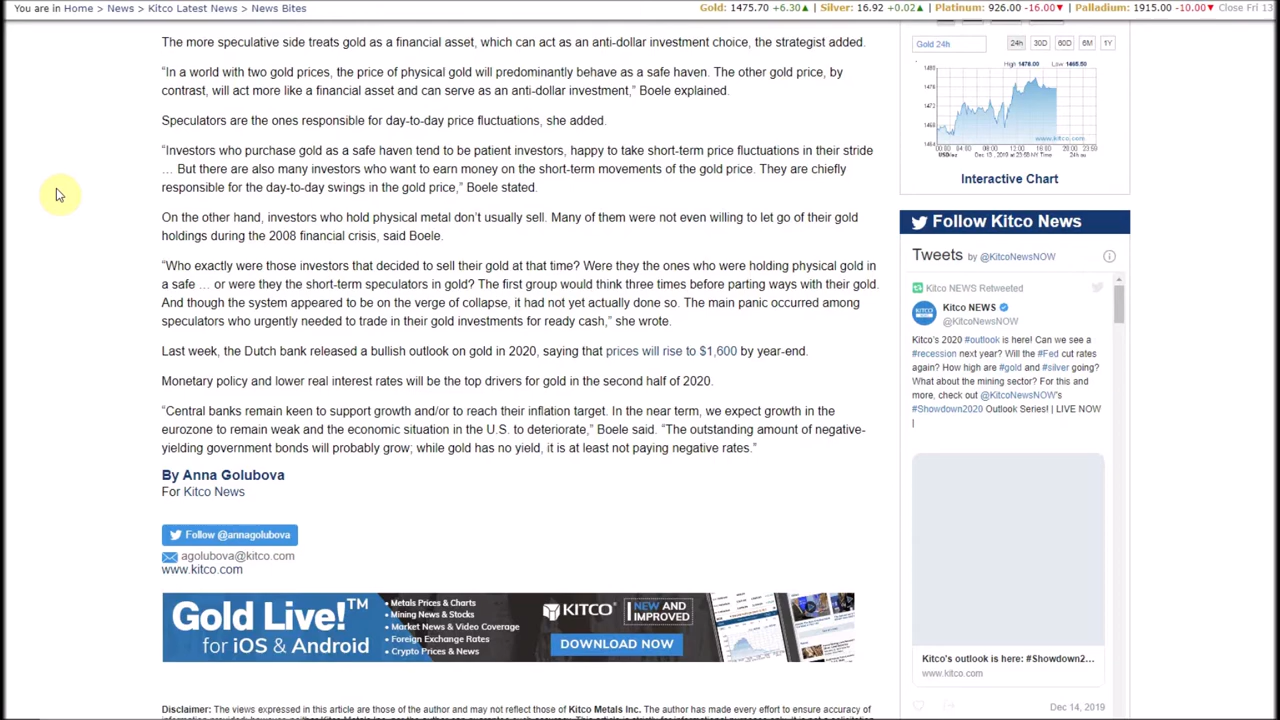 You are in Home > News > Kitco Latest News > News Bites
Gold: 1475.70 +6.30▲ | Silver: 16.92 +0.02▲ | Platinum: 926.00 -16.00▼ | Palladium: 1915.00 -10.00▼ Close Fri 13
The more speculative side treats gold as a financial asset, which can act as an anti-dollar investment choice, the strategist added.
“In a world with two gold prices, the price of physical gold will predominantly behave as a safe haven. The other gold price, by
contrast, will act more like a financial asset and can serve as an anti-dollar investment,” Boele explained.
Speculators are the ones responsible for day-to-day price fluctuations, she added.
“Investors who purchase gold as a safe haven tend to be patient investors, happy to take short-term price fluctuations in their stride
… But there are also many investors who want to earn money on the short-term movements of the gold price. They are chiefly
responsible for the day-to-day swings in the gold price,” Boele stated.
On the other hand, investors who hold physical metal don’t usually sell. Many of them were not even willing to let go of their gold
holdings during the 2008 financial crisis, said Boele.
“Who exactly were those investors that decided to sell their gold at that time? Were they the ones who were holding physical gold in
a safe … or were they the short-term speculators in gold? The first group would think three times before parting ways with their gold.
And though the system appeared to be on the verge of collapse, it had not yet actually done so. The main panic occurred among
speculators who urgently needed to trade in their gold investments for ready cash,” she wrote.
Last week, the Dutch bank released a bullish outlook on gold in 2020, saying that prices will rise to $1,600 by year-end.
Monetary policy and lower real interest rates will be the top drivers for gold in the second half of 2020.
“Central banks remain keen to support growth and/or to reach their inflation target. In the near term, we expect growth in the
eurozone to remain weak and the economic situation in the U.S. to deteriorate,” Boele said. “The outstanding amount of negative-
yielding government bonds will probably grow; while gold has no yield, it is at least not paying negative rates.”
By Anna Golubova
For Kitco News
Follow @annagolubova
agolubova@kitco.com
www.kitco.com
Gold Live!™
for iOS & Android
• Metals Prices & Charts
• Mining News & Stocks
• Market News & Video Coverage
• Foreign Exchange Rates
• Crypto Prices & News
KITCO NEW AND
IMPROVED
DOWNLOAD NOW
Disclaimer: The views expressed in this article are those of the author and may not reflect those of Kitco Metals Inc. The author has made every effort to ensure accuracy of
Gold 24h
24h 30D 60D 6M 1Y
High 1478.00 Low 1465.50
www.kitco.com
Interactive Chart
Follow Kitco News
Tweets by @KitcoNewsNOW
Kitco NEWS Retweeted
Kitco NEWS
@KitcoNewsNOW
Kitco's 2020 #outlook is here! Can we see a
#recession next year? Will the #Fed cut rates
again? How high are #gold and #silver going?
What about the mining sector? For this and
more, check out @KitcoNewsNOW's
#Showdown2020 Outlook Series! | LIVE NOW
|
Kitco's outlook is here: #Showdown2...
www.kitco.com
Dec 14, 2019